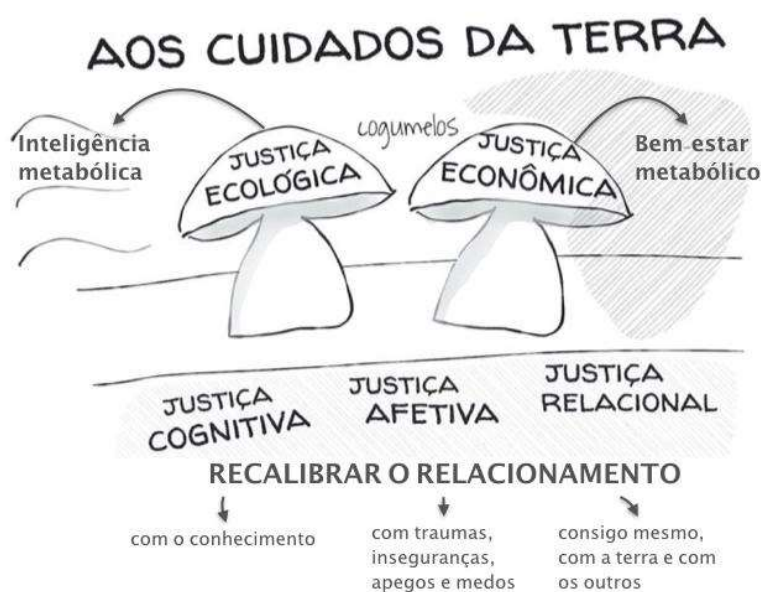 AOS CUIDADOS DA TERRA
Inteligência
metabólica
cogumelos
JUSTIÇA
ECOLÓGICA
JUSTIÇA
ECONÔMICA
Bem estar
metabólico
JUSTIÇA
COGNITIVA
JUSTIÇA
AFETIVA
JUSTIÇA
RELACIONAL
RECALIBRAR O RELACIONAMENTO
com o conhecimento
com traumas,
inseguranças,
apegos e medos
consigo mesmo,
com a terra e com
os outros